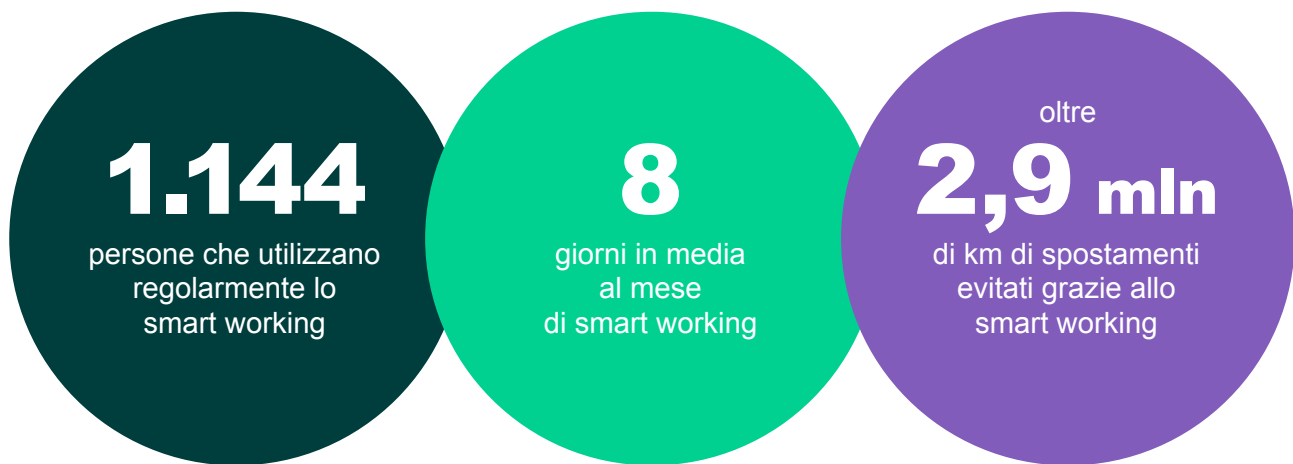 1.144
persone che utilizzano
regolarmente lo
smart working
8
giorni in media
al mese
di smart working
oltre
2,9 mln
di km di spostamenti
evitati grazie allo
smart working